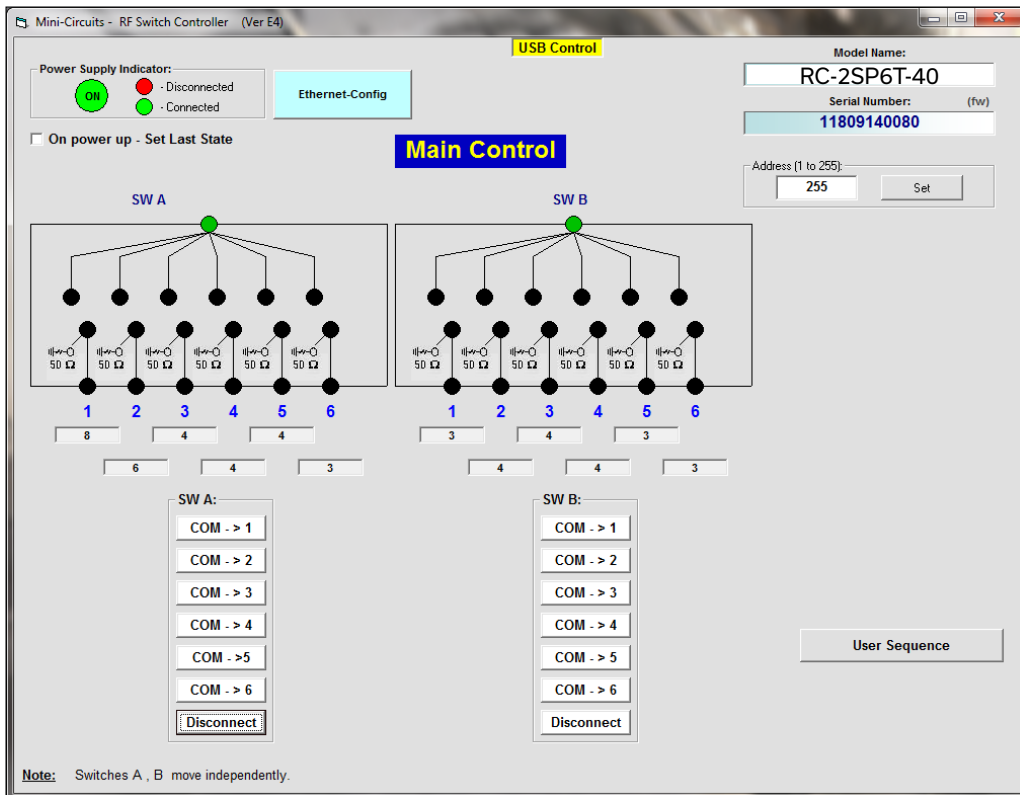 Mini-Circuits - RF Switch Controller (Ver E4)
USB Control
Model Name:
RC-2SP6T-40
Power Supply Indicator:
ON
- Disconnected
- Connected
Ethernet-Config
Serial Number: (fw)
11809140080
On power up - Set Last State
Main Control
Address (1 to 255):
255 Set
SW A SW B
50 Ω 50 Ω 50 Ω 50 Ω 50 Ω 50 Ω 50 Ω 50 Ω 50 Ω 50 Ω 50 Ω 50 Ω
1 2 3 4 5 6 1 2 3 4 5 6
8 4 4 3 4 3
6 4 3 4 4 3
SW A: SW B:
COM - > 1 COM - > 1
COM - > 2 COM - > 2
COM - > 3 COM - > 3
COM - > 4 COM - > 4
COM - >5 COM - > 5
COM - > 6 COM - > 6
Disconnect Disconnect
User Sequence
Note: Switches A , B move independently.